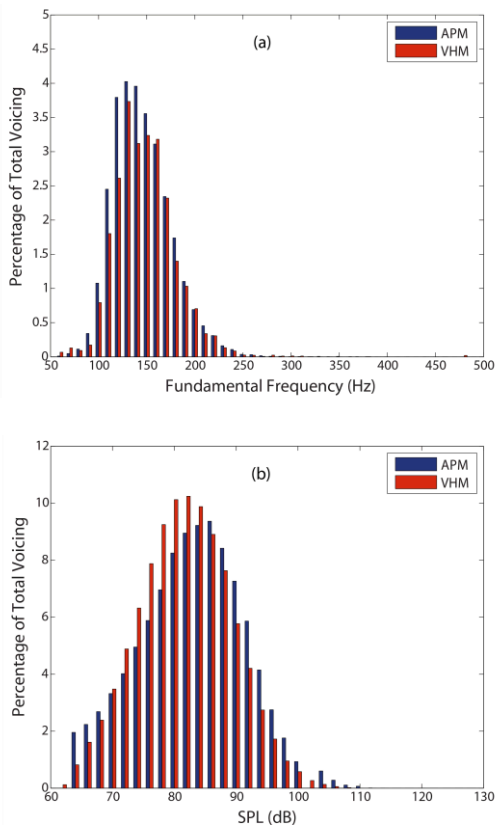 5
(a)
APM
VHM
4.5
4
3.5
3
2.5
2
1.5
1
0.5
0
Percentage of Total Voicing
50 100 150 200 250 300 350 400 450 500
Fundamental Frequency (Hz)
12
(b)
APM
VHM
10
8
6
4
2
0
Percentage of Total Voicing
60 70 80 90 100 110 120 130
SPL (dB)